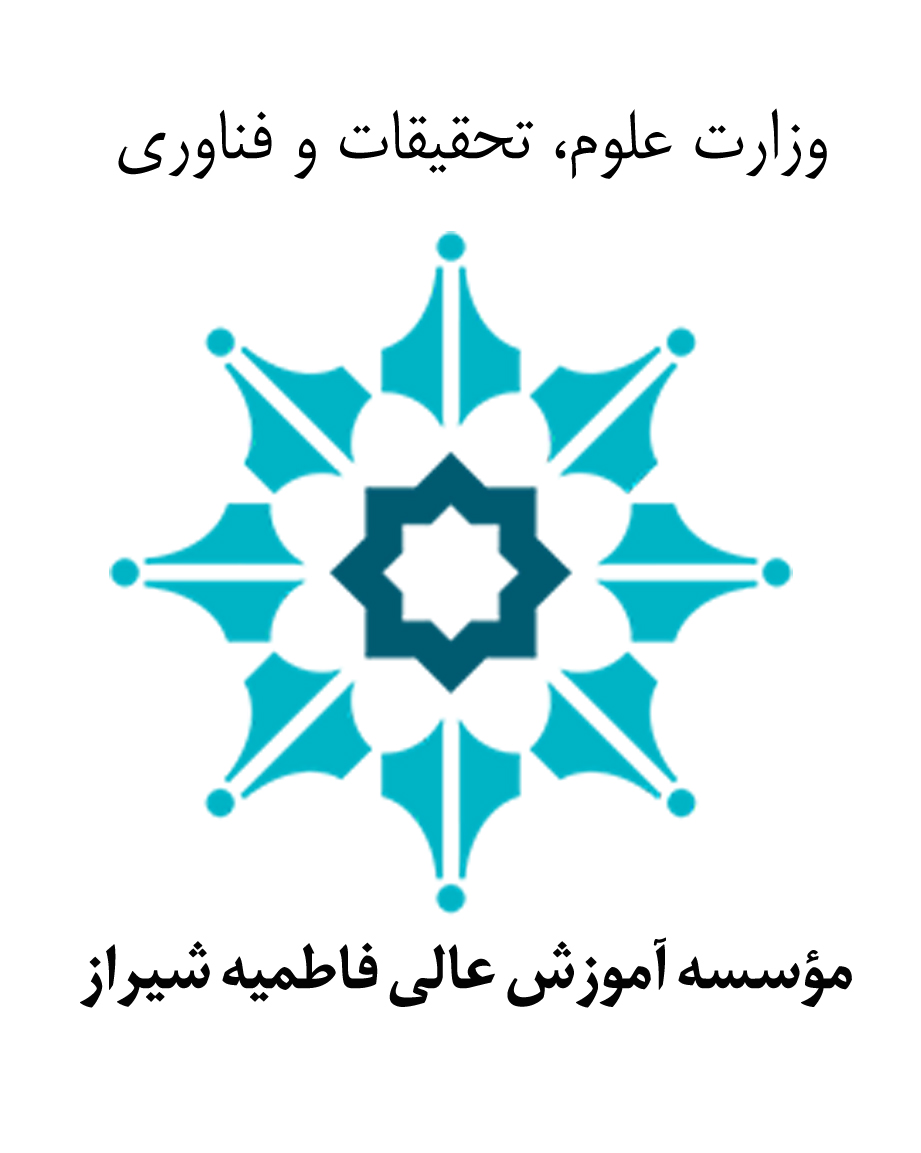 وزارت علوم، تحقیقات و فناوری
مؤسسه آموزش عالی فاطمیه شیراز